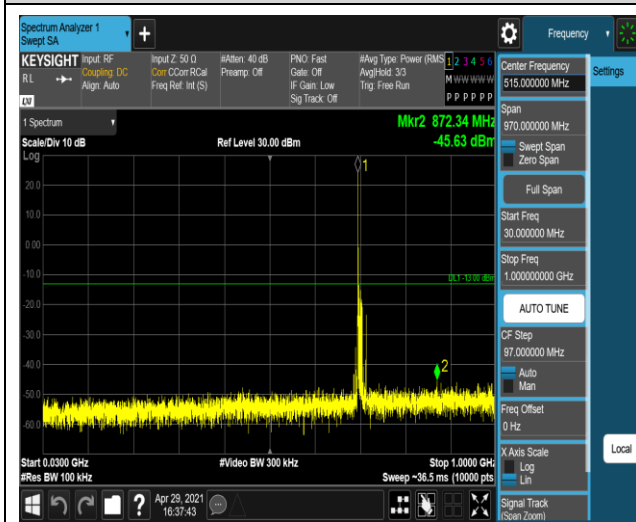 Spectrum Analyzer 1
Swept SA
+
Frequency
KEYSIGHT
RL
LXI
Input: RF
Coupling: DC
Align: Auto
Input Z: 50 Ω
Corr CCorr RCal
Freq Ref: Int (S)
#Atten: 40 dB
Preamp: Off
PNO: Fast
Gate: Off
IF Gain: Low
Sig Track: Off
#Avg Type: Power (RMS
Avg|Hold: 3/3
Trig: Free Run
1 2 3 4 5 6
M W W W W W
P P P P P P
Center Frequency
515.000000 MHz
Settings
1 Spectrum
Scale/Div 10 dB
Ref Level 30.00 dBm
Mkr2 872.34 MHz
-45.63 dBm
Log
20.0
10.0
0.00
-10.0
-20.0
-30.0
-40.0
-50.0
-60.0
1
DL1 -13.00 dBm
2
Start 0.0300 GHz
#Res BW 100 kHz
#Video BW 300 kHz
Stop 1.0000 GHz
Sweep ~36.5 ms (10000 pts
Span
970.000000 MHz
Swept Span
Zero Span
Full Span
Start Freq
30.000000 MHz
Stop Freq
1.000000000 GHz
AUTO TUNE
CF Step
97.000000 MHz
Auto
Man
Freq Offset
0 Hz
X Axis Scale
Log
Lin
Local
Signal Track
(Span Zoom)
?
Apr 29, 2021
16:37:43